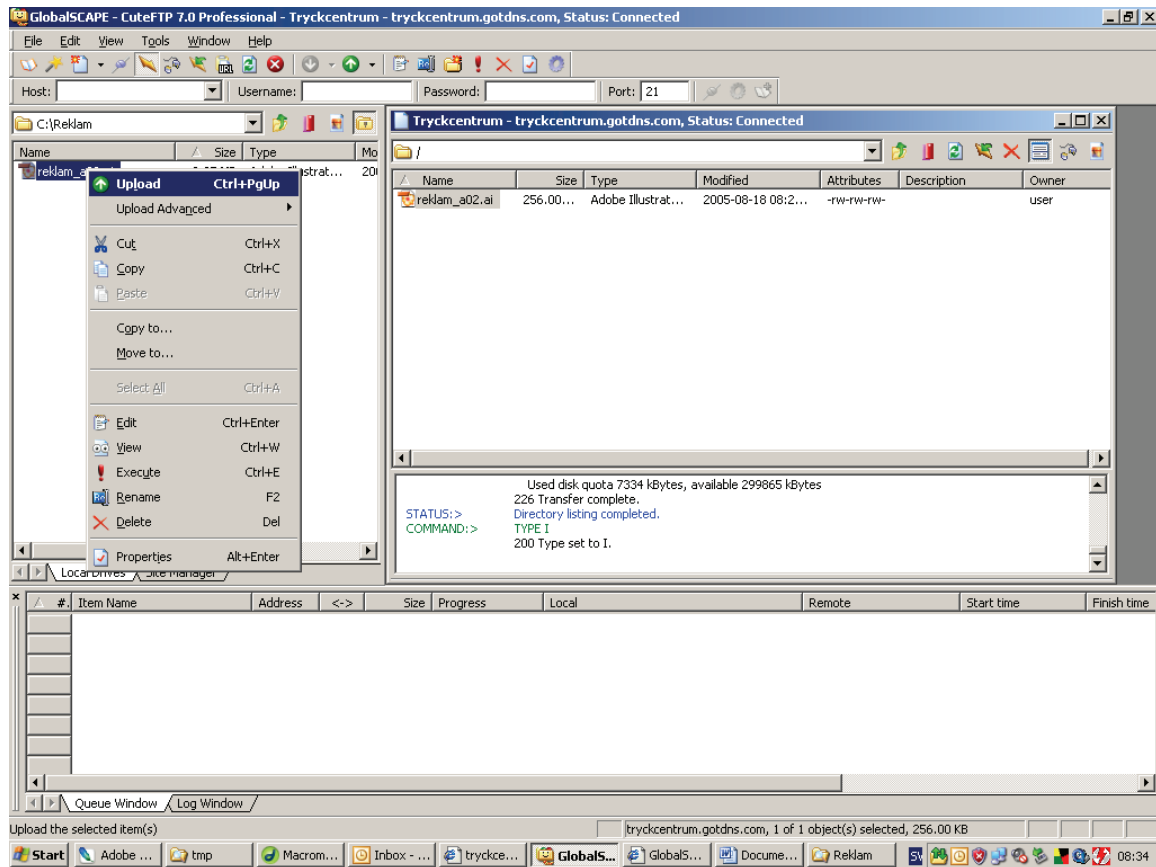 GlobalSCAPE - CuteFTP 7.0 Professional - Tryckcentrum - tryckcentrum.gotdns.com, Status: Connected
File Edit View Tools Window Help
URL
Host: Username: Password: Port: 21
C:\Reklam
Name Size Type Mo
reklam_a
strat... 200
Upload Ctrl+PgUp
Upload Advanced
Cut Ctrl+X
Copy Ctrl+C
Paste Ctrl+V
Copy to...
Move to...
Select All Ctrl+A
Edit Ctrl+Enter
View Ctrl+W
Execute Ctrl+E
Rename F2
Delete Del
Properties Alt+Enter
Local Drives Site Manager
Tryckcentrum - tryckcentrum.gotdns.com, Status: Connected
/
Name Size Type Modified Attributes Description Owner
reklam_a02.ai 256.00... Adobe Illustrat... 2005-08-18 08:2... -rw-rw-rw- user
Used disk quota 7334 kBytes, available 299865 kBytes
226 Transfer complete.
STATUS:> Directory listing completed.
COMMAND:> TYPE I
200 Type set to I.
# Item Name Address <-> Size Progress Local Remote Start time Finish time
Queue Window Log Window
Upload the selected item(s)
tryckcentrum.gotdns.com, 1 of 1 object(s) selected, 256.00 KB
Start Adobe ... tmp Macrom... Inbox - ... tryckce... GlobalS... GlobalS... Docume... Reklam SV 08:34